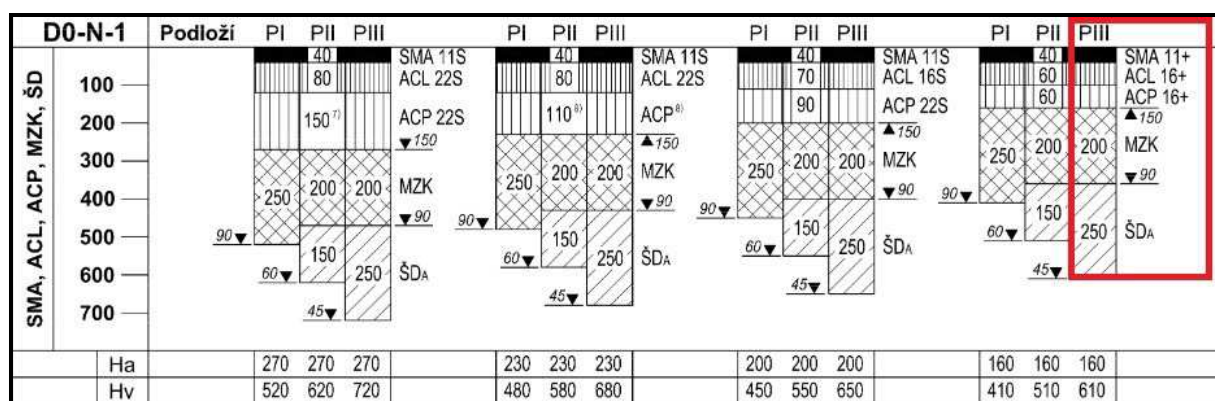 D0-N-1 Podloží PI PII PIII PI PII PIII PI PII PIII PI PII PIII
SMA, ACL, ACP, MZK, ŠD
40 SMA 11S 40 SMA 11S 40 SMA 11S 40 SMA 11+
100 80 ACL 22S 80 ACL 22S 70 ACL 16S 60 ACL 16+
200 150 7) ACP 22S 110 8) ACP 8) 90 ACP 22S 60 ACP 16+
▼150 ▲150 ▲150 ▲150
300 250 200 200 MZK 250 200 200 MZK 250 200 200 MZK 250 200 200 MZK
400 ▼90 ▼90 ▼90 ▼90
500 90▼ 150 250 ŠDA 90▼ 150 250 ŠDA 90▼ 150 250 ŠDA 90▼ 150 250 ŠDA
600 60▼ 60▼ 60▼ 60▼
700 45▼ 45▼ 45▼ 45▼
Ha 270 270 270 230 230 230 200 200 200 160 160 160
Hv 520 620 720 480 580 680 450 550 650 410 510 610